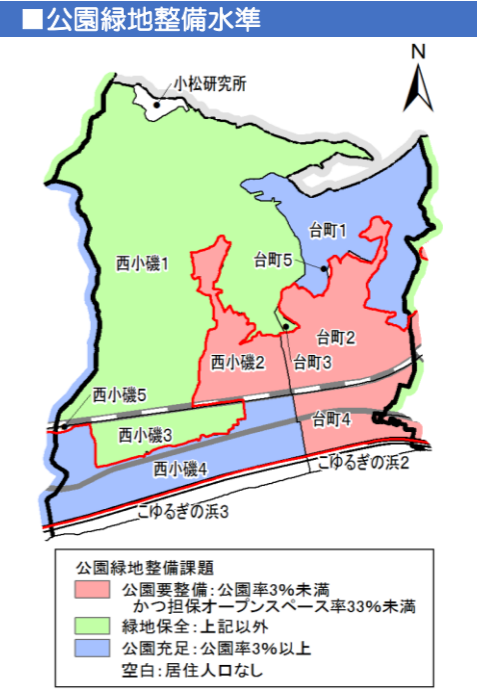 ■公園緑地整備水準
N
小松研究所
台町1
台町5
西小磯1
台町2
西小磯2
台町3
西小磯5
台町4
西小磯3
西小磯4
こゆるぎの浜2
こゆるぎの浜3
公園緑地整備課題
公園要整備：公園率3%未満
かつ担保オープンスペース率33%未満
緑地保全：上記以外
公園充足：公園率3%以上
空白：居住人口なし